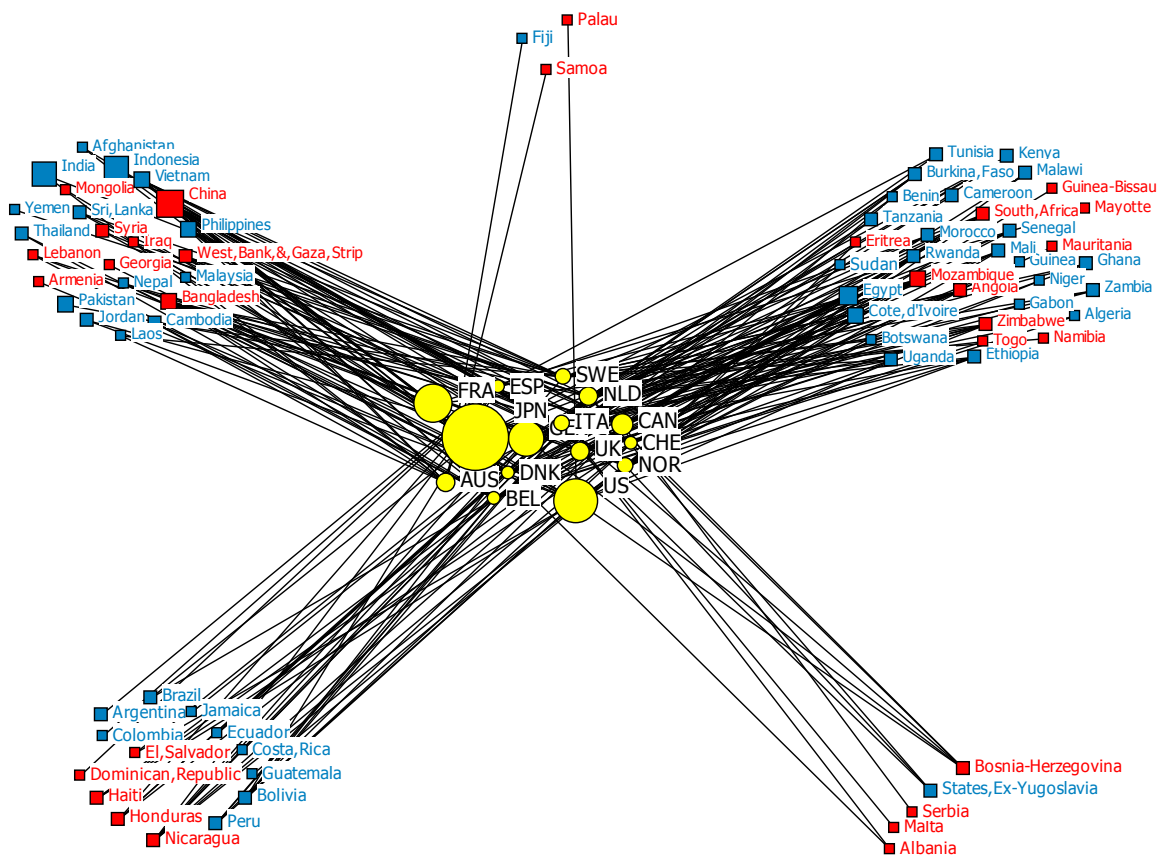 Palau
Fiji
Samoa
Afghanistan
Indonesia
India
Vietnam
Mongolia
China
Yemen
Sri,Lanka
Philippines
Thailand
Syria
Iraq
West,Bank,&,Gaza,Strip
Lebanon
Georgia
Malaysia
Armenia
Nepal
Bangladesh
Pakistan
Jordan
Cambodia
Laos
Tunisia
Kenya
Burkina,Faso
Malawi
Guinea-Bissau
Benin
Cameroon
Mayotte
South,Africa
Tanzania
Senegal
Morocco
Eritrea
Mauritania
Mali
Rwanda
Guinea
Ghana
Sudan
Mozambique
Niger
Angola
Zambia
Egypt
Gabon
Cote,d'Ivoire
Algeria
Zimbabwe
Botswana
Togo
Namibia
Uganda
Ethiopia
SWE
FRA
ESP
NLD
JPN
ITA
CAN
CHE
UK
NOR
DNK
AUS
US
BEL
Brazil
Argentina
Jamaica
Colombia
Ecuador
El,Salvador
Costa,Rica
Dominican,Republic
Guatemala
Haiti
Bolivia
Honduras
Peru
Nicaragua
Bosnia-Herzegovina
States,Ex-Yugoslavia
Serbia
Malta
Albania